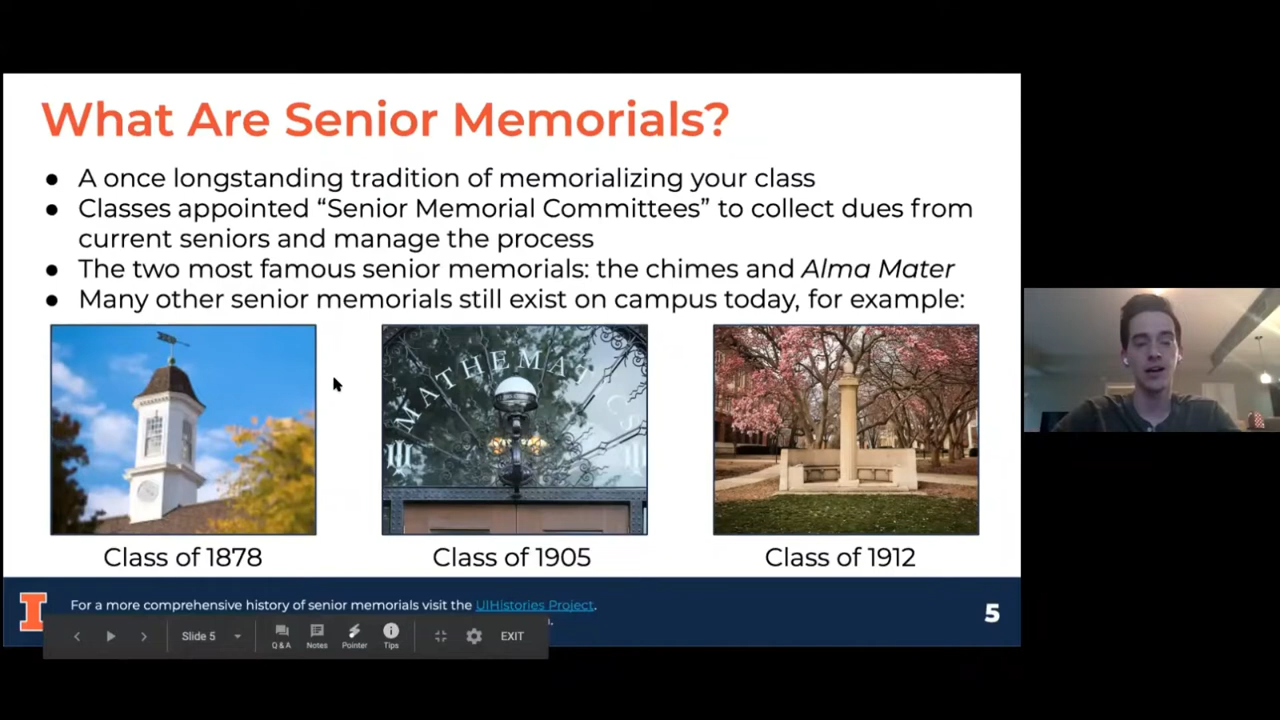 What Are Senior Memorials?
● A once longstanding tradition of memorializing your class
● Classes appointed “Senior Memorial Committees” to collect dues from
current seniors and manage the process
● The two most famous senior memorials: the chimes and Alma Mater
● Many other senior memorials still exist on campus today, for example:
MATHEMATICS
Class of 1878
Class of 1905
Class of 1912
I
For a more comprehensive history of senior memorials visit the UIHistories Project.
5
Slide 5
Q & A
Notes
Pointer
Tips
EXIT